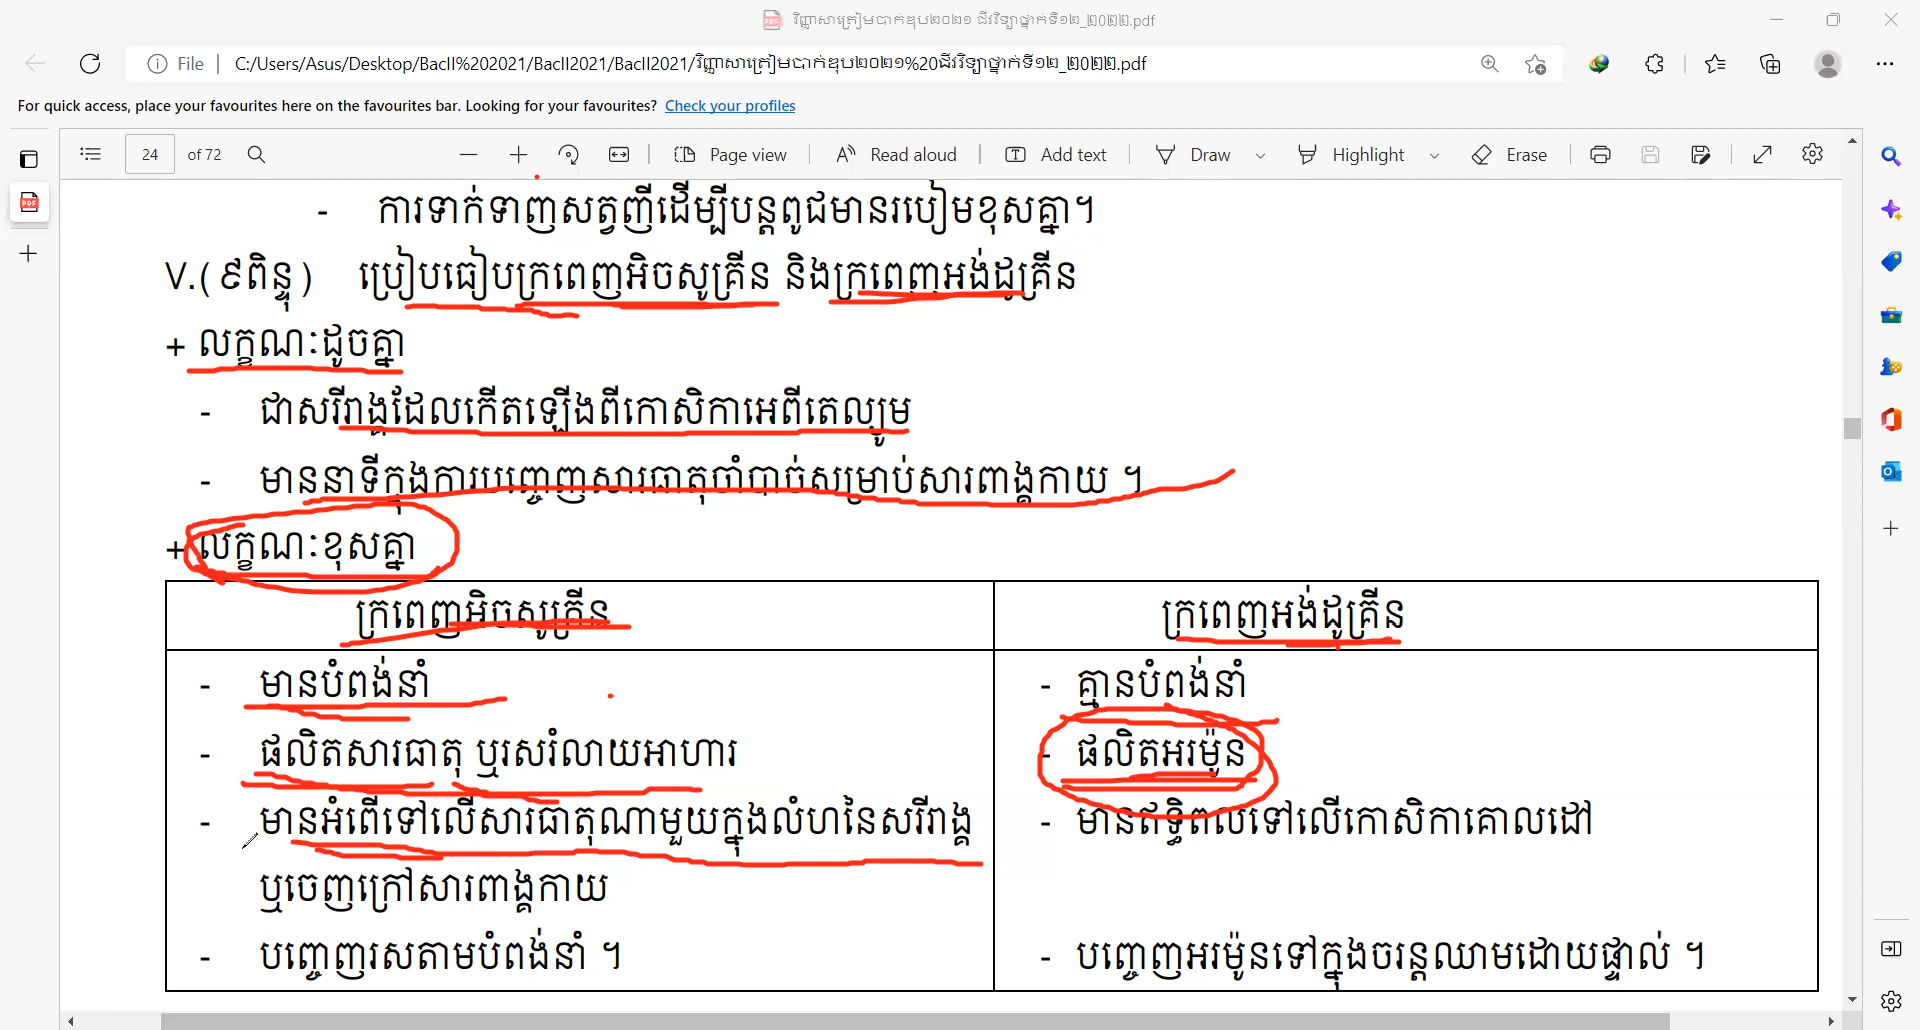 វិញ្ញាសាត្រៀមបាក់ឌុប២០២១ ជីវវិទ្យាថ្នាក់ទី១២_២០២២.pdf
File | C:/Users/Asus/Desktop/BacII%202021/BacII2021/BacII2021/វិញ្ញាសាត្រៀមបាក់ឌុប២០២១%20ជីវវិទ្យាថ្នាក់ទី១២_២០២២.pdf
For quick access, place your favourites here on the favourites bar. Looking for your favourites? Check your profiles
24 of 72 Page view Read aloud Add text Draw Highlight Erase
- ការទាក់ទាញសត្វញីដើម្បីបន្តពូជមានរបៀមខុសគ្នា។
V.(៩ពិន្ទុ) ប្រៀបធៀបក្រពេញអិចសូគ្រីន និងក្រពេញអង់ដូគ្រីន
+ លក្ខណៈដូចគ្នា
- ជាសរីរាង្គដែលកើតឡើងពីកោសិកាអេពីតេល្យូម
- មាននាទីក្នុងការបញ្ចេញសារធាតុចាំបាច់សម្រាប់សារពាង្គកាយ ។
+ លក្ខណៈខុសគ្នា
ក្រពេញអិចសូគ្រីន ក្រពេញអង់ដូគ្រីន
- មានបំពង់នាំ - គ្មានបំពង់នាំ
- ផលិតសារធាតុ ឬរសរំលាយអាហារ - ផលិតអរម៉ូន
- មានអំពើទៅលើសារធាតុណាមួយក្នុងលំហនៃសរីរាង្គ - មានឥទ្ធិពលទៅលើកោសិកាគោលដៅ
ឬចេញក្រៅសារពាង្គកាយ
- បញ្ចេញរសតាមបំពង់នាំ ។ - បញ្ចេញអរម៉ូនទៅក្នុងចរន្តឈាមដោយផ្ទាល់ ។